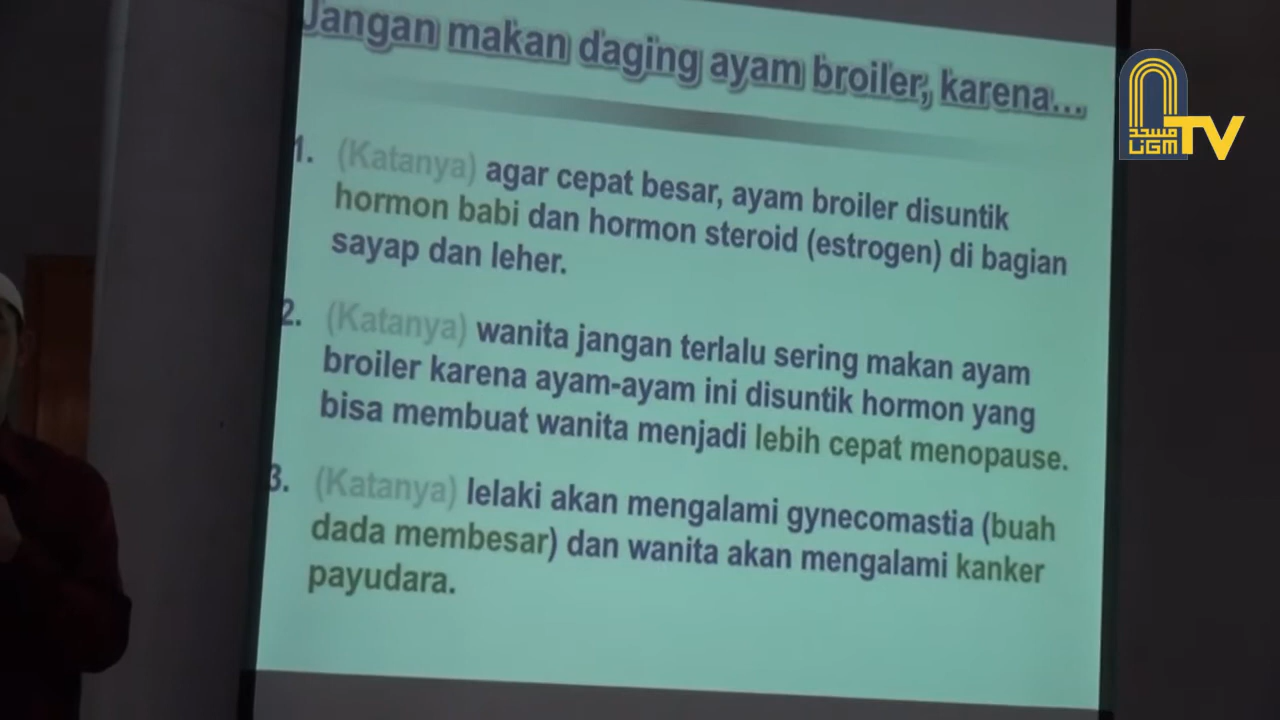 Jangan makan daging ayam broiler, karena...
1. (Katanya) agar cepat besar, ayam broiler disuntik
hormon babi dan hormon steroid (estrogen) di bagian
sayap dan leher.
2. (Katanya) wanita jangan terlalu sering makan ayam
broiler karena ayam-ayam ini disuntik hormon yang
bisa membuat wanita menjadi lebih cepat menopause.
3. (Katanya) lelaki akan mengalami gynecomastia (buah
dada membesar) dan wanita akan mengalami kanker
payudara.
مسجد
UGM
TV